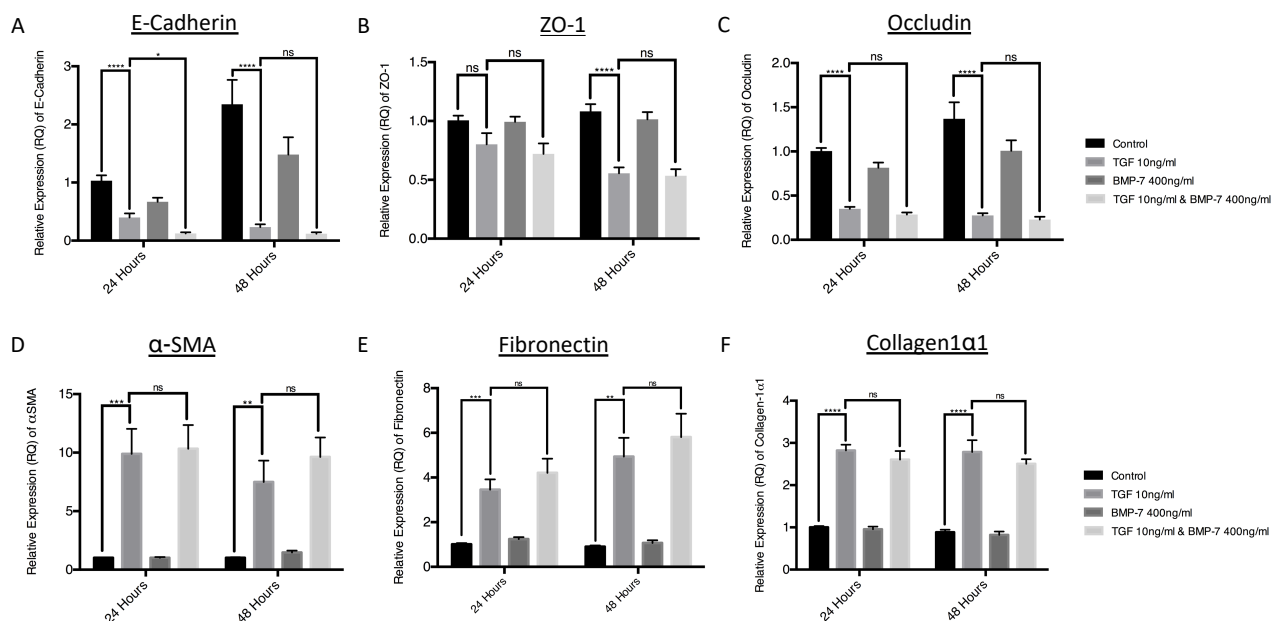 A
E-Cadherin
Relative Expression (RQ) of E-Cadherin
3
2
1
0
****
*
****
ns
24 Hours
48 Hours
B
ZO-1
Relative Expression (RQ) of ZO-1
1.5
1.0
0.5
0.0
ns
ns
****
ns
24 Hours
48 Hours
C
Occludin
Relative Expression (RQ) of Occludin
2.0
1.5
1.0
0.5
0.0
****
ns
****
ns
24 Hours
48 Hours
Control
TGF 10ng/ml
BMP-7 400ng/ml
TGF 10ng/ml & BMP-7 400ng/ml
D
α-SMA
Relative Expression (RQ) of αSMA
15
10
5
0
***
ns
**
ns
24 Hours
48 Hours
E
Fibronectin
Relative Expression (RQ) of Fibronectin
8
6
4
2
0
***
ns
**
ns
24 Hours
48 Hours
F
Collagen1α1
Relative Expression (RQ) of Collagen-1α1
4
3
2
1
0
****
ns
****
ns
24 Hours
48 Hours
Control
TGF 10ng/ml
BMP-7 400ng/ml
TGF 10ng/ml & BMP-7 400ng/ml